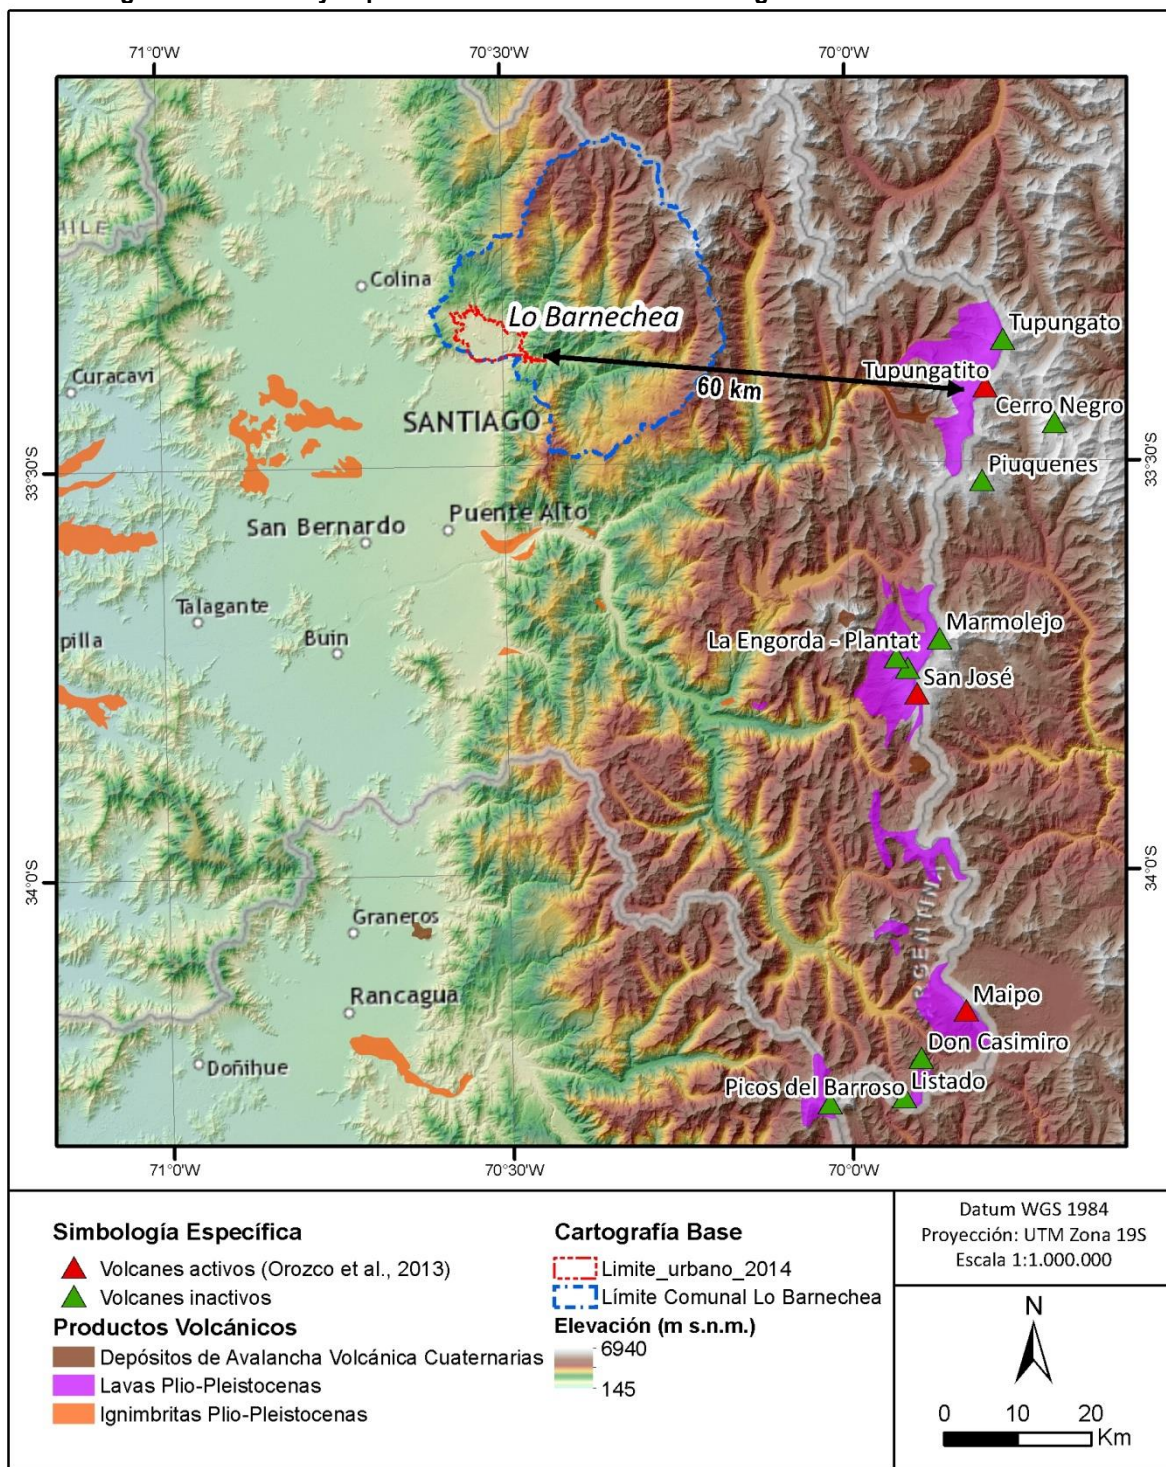 71°0'W 70°30'W 70°0'W
HILE
Colina
Lo Barnechea
Tupungato
Curacavi
Tupungatito
60 km
Cerro Negro
SANTIAGO
33°30'S 33°30'S
Piuquenes
Puente Alto
San Bernardo
Talagante
Marmolejo
pilla
Buin
La Engorda - Plantat
San José
34°0'S 34°0'S
Graneros
RGENTINA
Rancagua
Maipo
Don Casimiro
Doñihue
Picos del Barroso
Listado
71°0'W 70°30'W 70°0'W
Simbología Específica
Volcanes activos (Orozco et al., 2013)
Volcanes inactivos
Productos Volcánicos
Depósitos de Avalancha Volcánica Cuaternarias
Lavas Plio-Pleistocenas
Ignimbritas Plio-Pleistocenas
Cartografía Base
Limite_urbano_2014
Límite Comunal Lo Barnechea
Elevación (m s.n.m.)
6940
145
Datum WGS 1984
Proyección: UTM Zona 19S
Escala 1:1.000.000
N
0 10 20
Km